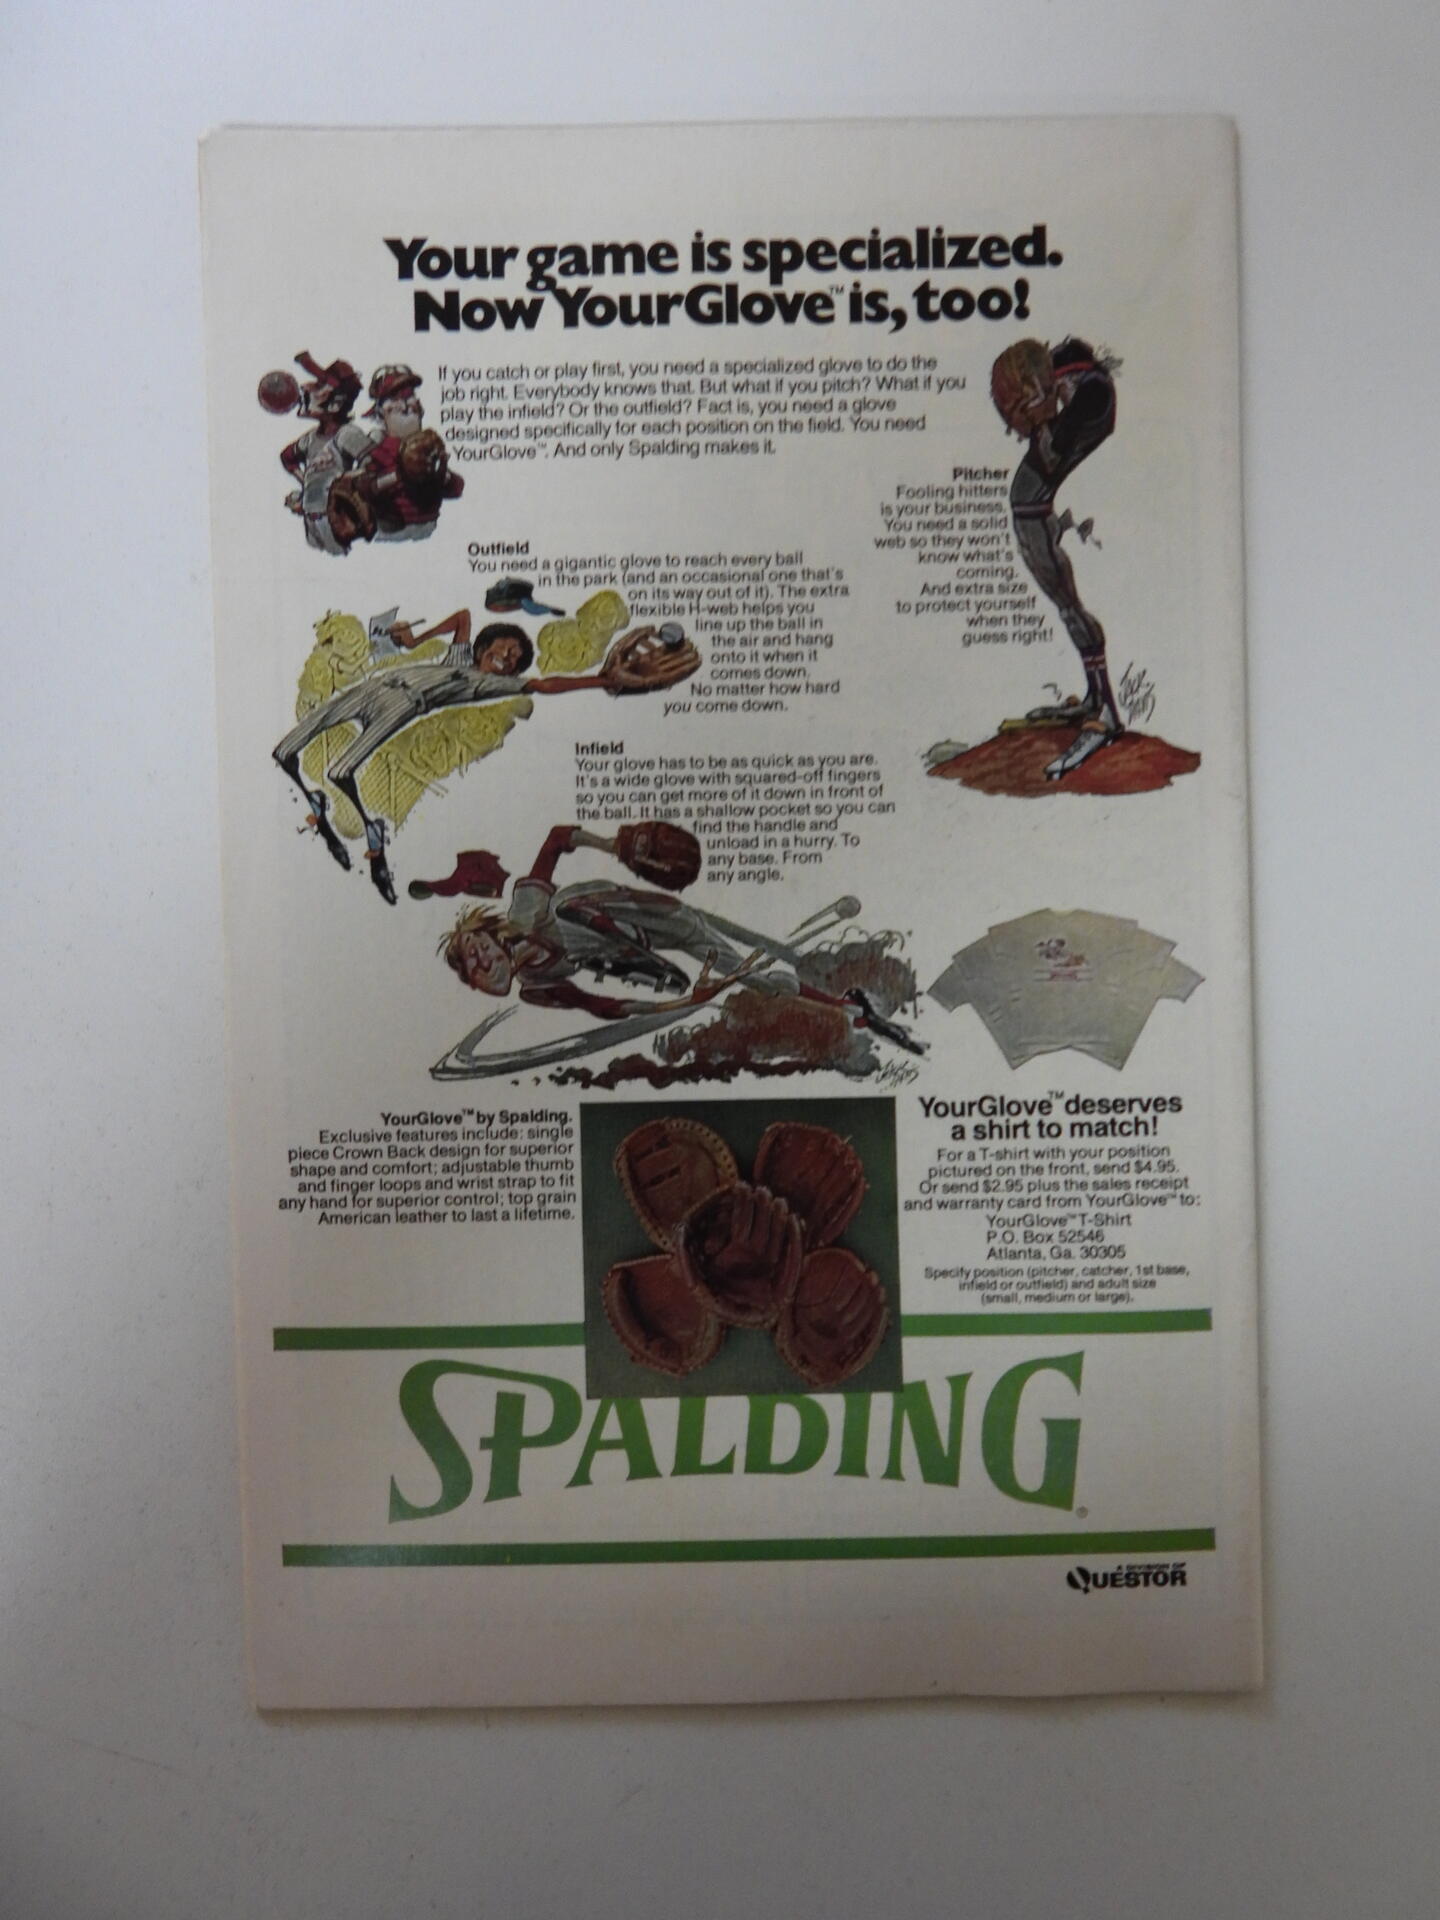 Your game is specialized.
Now YourGlove™ is, too!
If you catch or play first, you need a specialized glove to do the
job right. Everybody knows that. But what if you pitch? What if you
play the infield? Or the outfield? Fact is, you need a glove
designed specifically for each position on the field. You need
YourGlove™. And only Spalding makes it.
Pitcher
Fooling hitters
is your business.
You need a solid
web so they won't
know what's
coming.
And extra size
to protect yourself
when they
guess right!
Outfield
You need a gigantic glove to reach every ball
in the park (and an occasional one that's
on its way out of it). The extra
flexible H-web helps you
line up the ball in
the air and hang
onto it when it
comes down.
No matter how hard
you come down.
Infield
Your glove has to be as quick as you are.
It's a wide glove with squared-off fingers
so you can get more of it down in front of
the ball. It has a shallow pocket so you can
find the handle and
unload in a hurry. To
any base. From
any angle.
YourGlove™ by Spalding.
Exclusive features include: single
piece Crown Back design for superior
shape and comfort; adjustable thumb
and finger loops and wrist strap to fit
any hand for superior control; top grain
American leather to last a lifetime.
YourGlove™ deserves
a shirt to match!
For a T-shirt with your position
pictured on the front, send $4.95.
Or send $2.95 plus the sales receipt
and warranty card from YourGlove™ to:
YourGlove™ T-Shirt
P.O. Box 52546
Atlanta, Ga. 30305
Specify position (pitcher, catcher, 1st base,
infield or outfield) and adult size
(small, medium or large).
SPALDING®
A DIVISION OF
QUESTOR